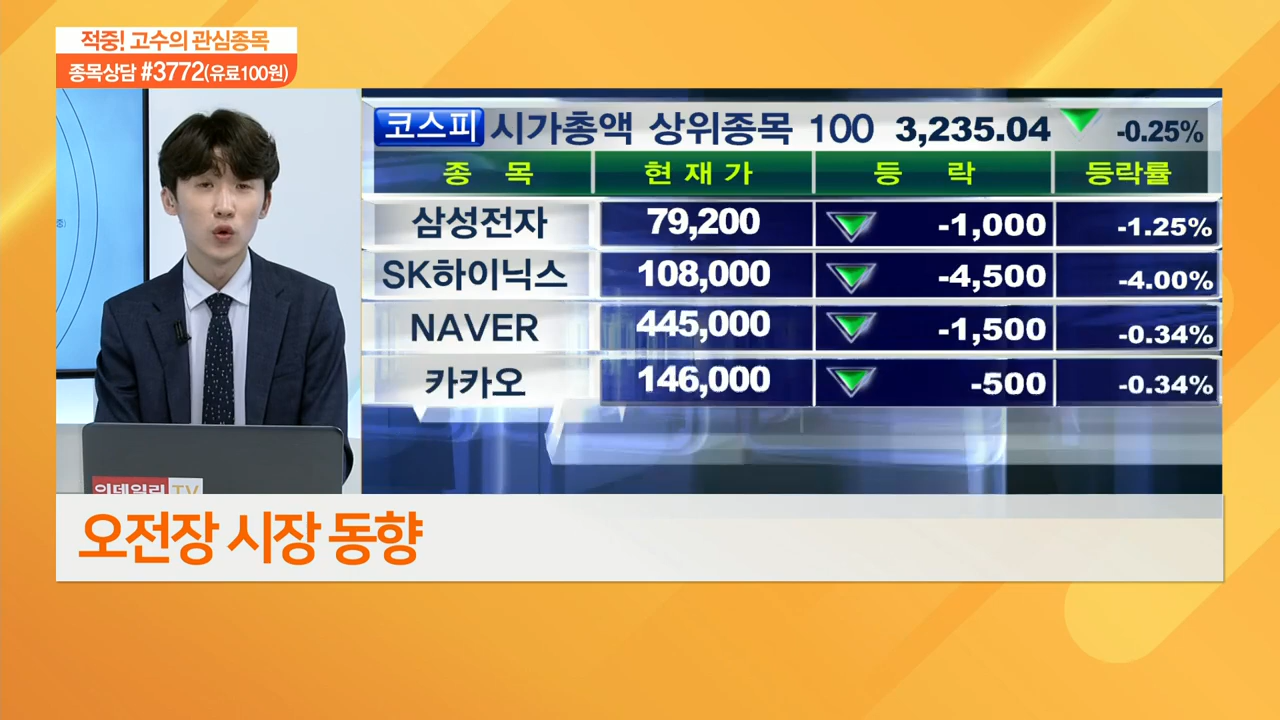 적중! 고수의 관심종목
종목상담 #3772(유료100원)
코스피 시가총액 상위종목 100 3,235.04 -0.25%
종 목 현재가 등 락 등락률
삼성전자 79,200 -1,000 -1.25%
SK하이닉스 108,000 -4,500 -4.00%
NAVER 445,000 -1,500 -0.34%
카카오 146,000 -500 -0.34%
이데일리 TV
오전장 시장 동향